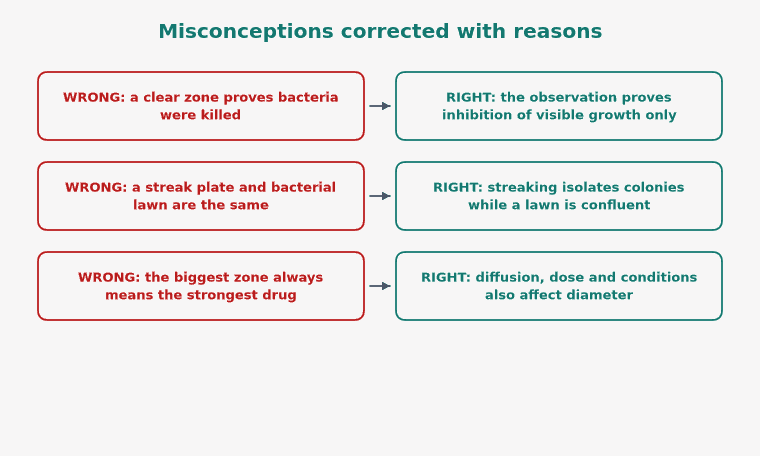 Misconceptions corrected with reasons
WRONG: a clear zone proves bacteria
were killed
RIGHT: the observation proves
inhibition of visible growth only
WRONG: a streak plate and bacterial
lawn are the same
RIGHT: streaking isolates colonies
while a lawn is confluent
WRONG: the biggest zone always
means the strongest drug
RIGHT: diffusion, dose and conditions
also affect diameter